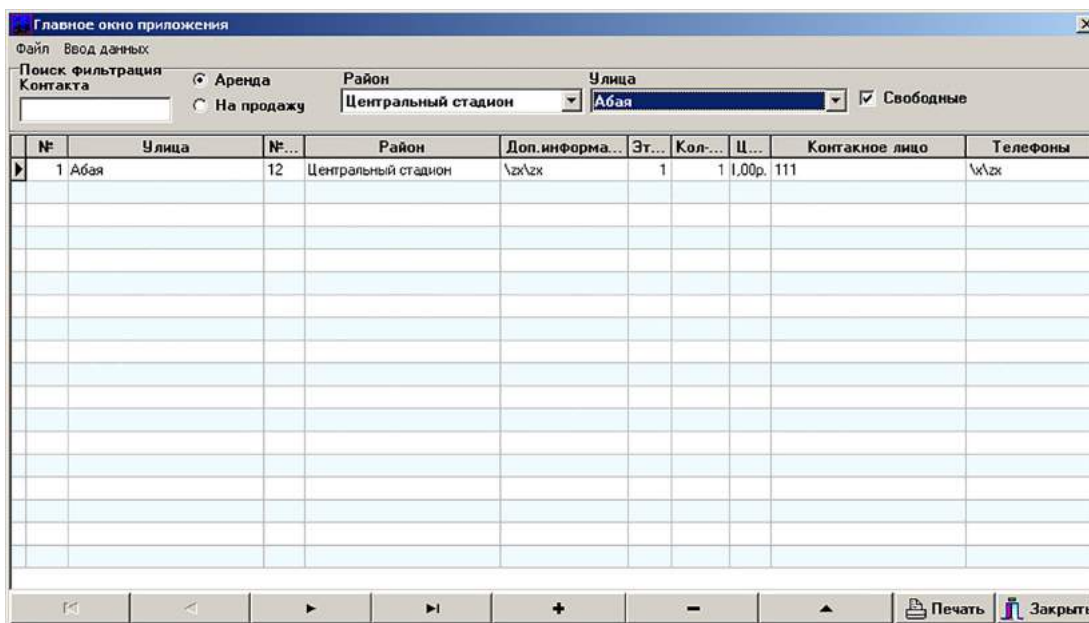 Главное окно приложения
Файл Ввод данных
Поиск фильтрация
Контакта
Аренда
На продажу
Район
Центральный стадион
Улица
Абая
Свободные
№ Улица №... Район Доп.информа... Эт... Кол-... Ц... Контакное лицо Телефоны
1 Абая 12 Центральный стадион \zx\zx 1 1 1,00р. 111 \x\zx
Печать Закрыть